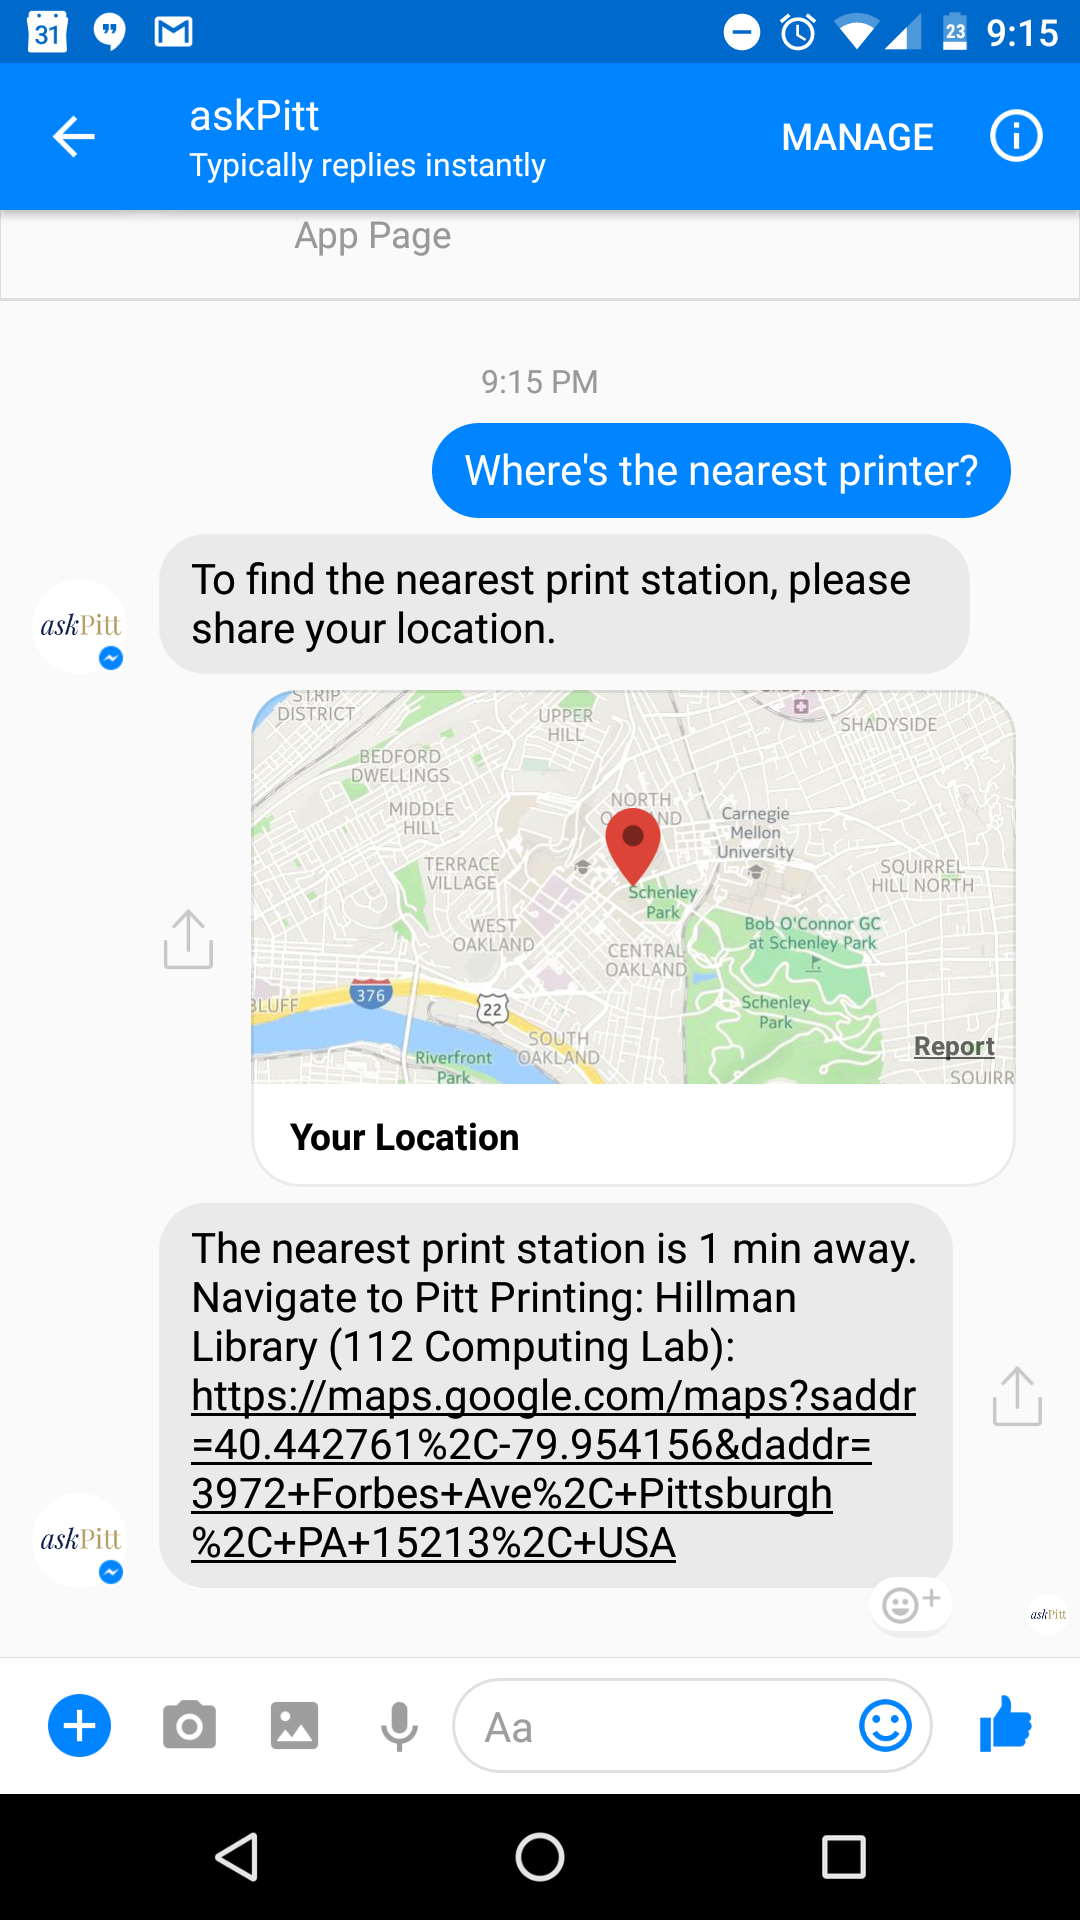 31
23
9:15
askPitt
MANAGE
Typically replies instantly
App Page
9:15 PM
Where's the nearest printer?
To find the nearest print station, please
share your location.
askPitt
STRIP
DISTRICT
UPPER
HILL
SHADYSIDE
BEDFORD
DWELLINGS
MIDDLE
HILL
NORTH
Carnegie
Mellon
University
TERRACE
VILLAGE
SQUIRREL
HILL NORTH
Schenley
Park
WEST
OAKLAND
Bob O'Connor GC
at Schenley Park
CENTRAL
OAKLAND
376
BLUFF
22
Schenley
Park
SOUTH
OAKLAND
Report
Riverfront
Park
SQUIRR
Your Location
The nearest print station is 1 min away.
Navigate to Pitt Printing: Hillman
Library (112 Computing Lab):
https://maps.google.com/maps?saddr
=40.442761%2C-79.954156&daddr=
3972+Forbes+Ave%2C+Pittsburgh
%2C+PA+15213%2C+USA
askPitt
askPitt
Aa